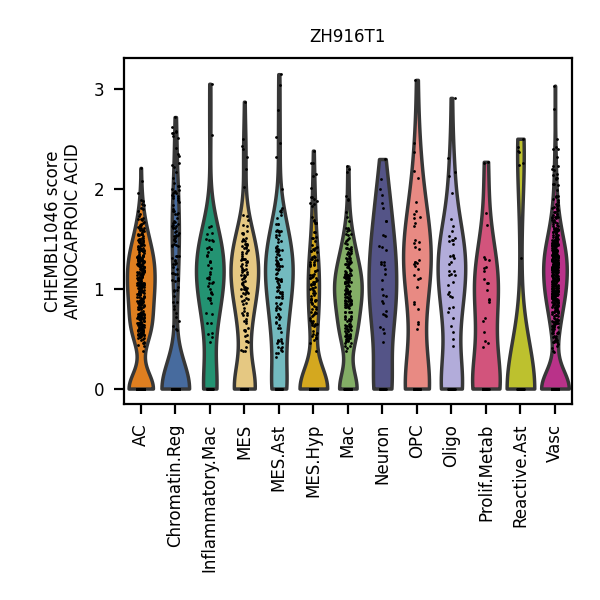 ZH916T1
CHEMBL1046 score
AMINOCAPROIC ACID
3
2
1
0
AC
Chromatin.Reg
Inflammatory.Mac
MES
MES.Ast
MES.Hyp
Mac
Neuron
OPC
Oligo
Prolif.Metab
Reactive.Ast
Vasc